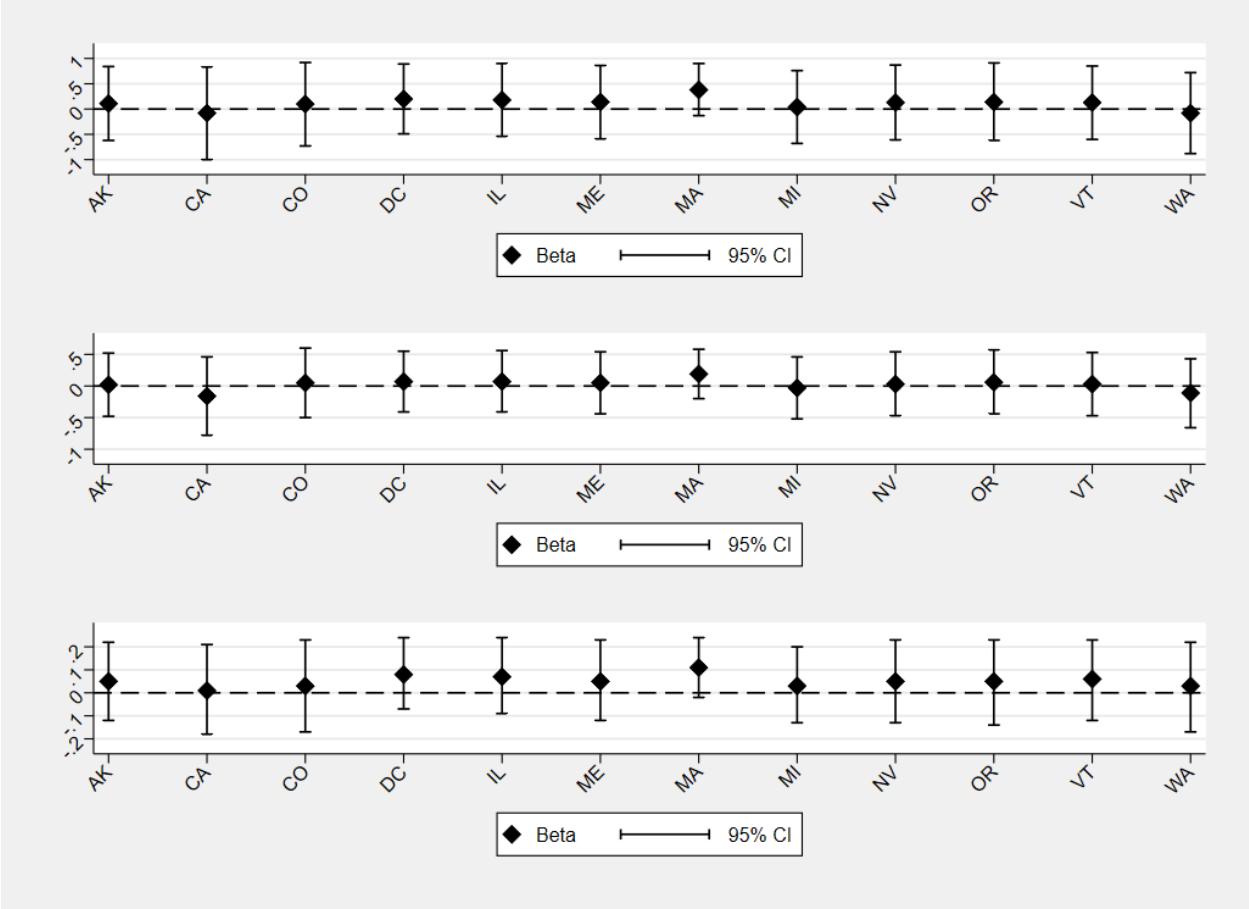 1
.5
0
-.5
-1
AK CA CO DC IL ME MA MI NV OR VT WA
Beta 95% CI
.5
0
-.5
-1
AK CA CO DC IL ME MA MI NV OR VT WA
Beta 95% CI
.2
.1
0
-.1
-.2
AK CA CO DC IL ME MA MI NV OR VT WA
Beta 95% CI